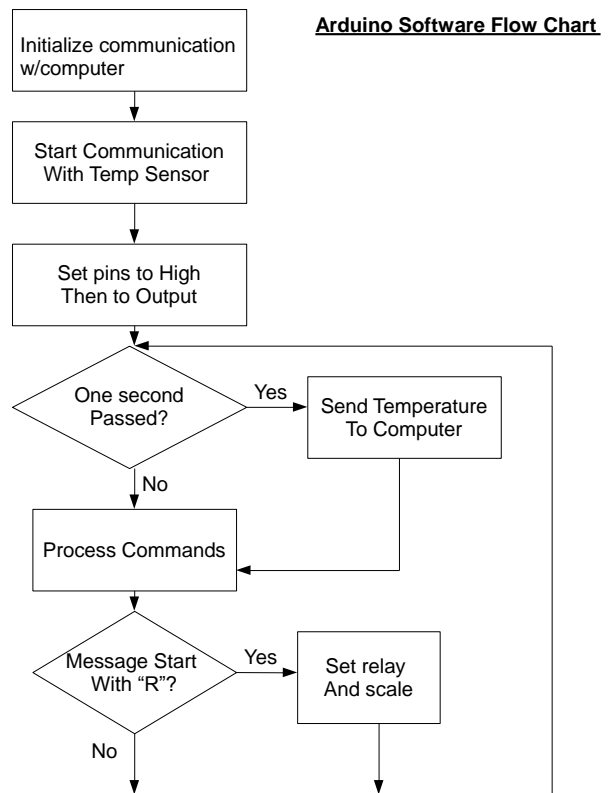 Arduino Software Flow Chart
Initialize communication
w/computer
Start Communication
With Temp Sensor
Set pins to High
Then to Output
One second
Passed?
Yes
Send Temperature
To Computer
No
Process Commands
Message Start
With “R”?
Yes
Set relay
And scale
No